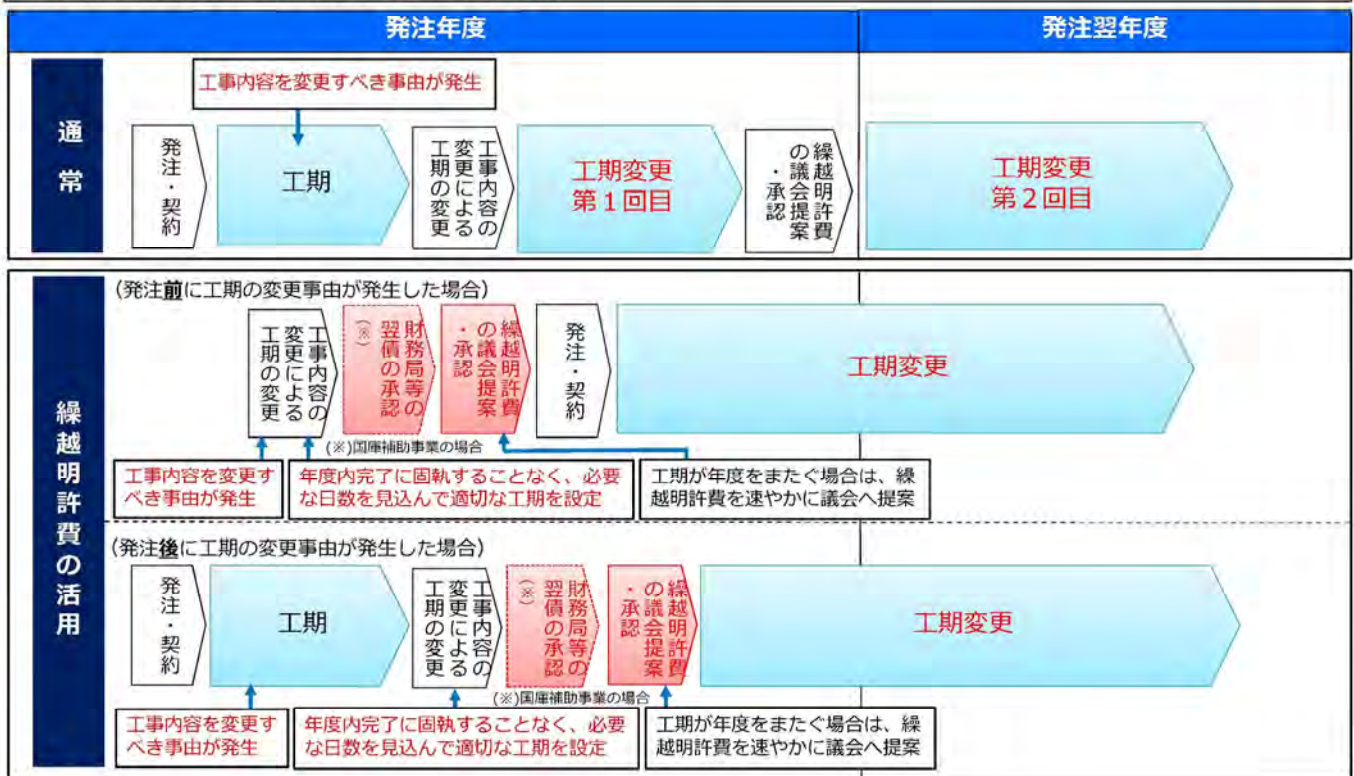 発注年度
発注翌年度
通常
工事内容を変更すべき事由が発生
発注・契約
工期
工事内容の
変更による
工期の変更
工期変更
第１回目
繰越明許費
の議会提案
・承認
工期変更
第２回目
繰越明許費の活用
（発注前に工期の変更事由が発生した場合）
工事内容の
変更による
工期の変更
財務局等の
翌債の承認
（※）
繰越明許費
の議会提案
・承認
発注・契約
工期変更
(※)国庫補助事業の場合
工事内容を変更す
べき事由が発生
年度内完了に固執することなく、必要
な日数を見込んで適切な工期を設定
工期が年度をまたぐ場合は、繰
越明許費を速やかに議会へ提案
（発注後に工期の変更事由が発生した場合）
発注・契約
工期
工事内容の
変更による
工期の変更
財務局等の
翌債の承認
（※）
繰越明許費
の議会提案
・承認
工期変更
(※)国庫補助事業の場合
工事内容を変更す
べき事由が発生
年度内完了に固執することなく、必要
な日数を見込んで適切な工期を設定
工期が年度をまたぐ場合は、繰
越明許費を速やかに議会へ提案